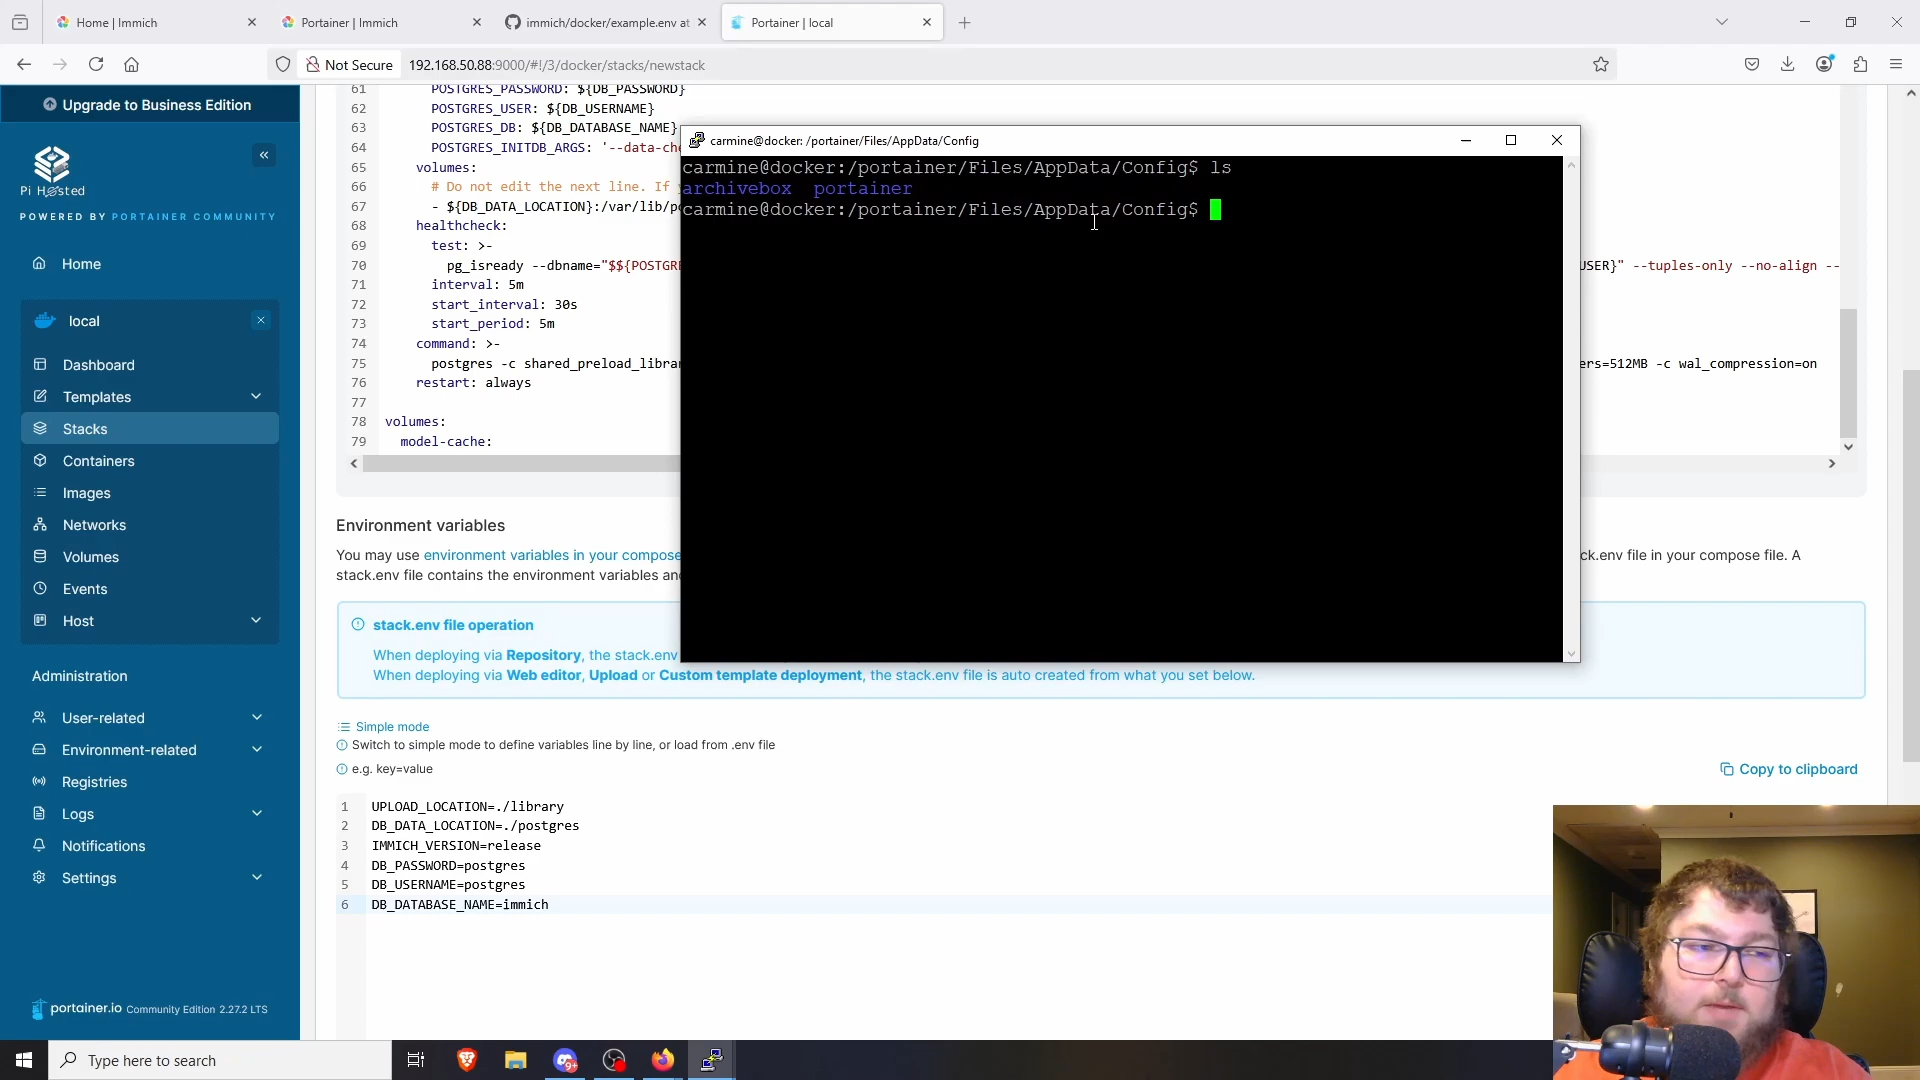 Home | Immich
Portainer | Immich
immich/docker/example.env at
Portainer | local
Not Secure
192.168.50.88:9000/#!/3/docker/stacks/newstack
Upgrade to Business Edition
Pi Hosted
POWERED BY PORTAINER COMMUNITY
Home
local
Dashboard
Templates
Stacks
Containers
Images
Networks
Volumes
Events
Host
Administration
User-related
Environment-related
Registries
Logs
Notifications
Settings
portainer.io Community Edition 2.27.2 LTS
61 POSTGRES_PASSWORD: ${DB_PASSWORD}
62 POSTGRES_USER: ${DB_USERNAME}
63 POSTGRES_DB: ${DB_DATABASE_NAME}
64 POSTGRES_INITDB_ARGS: '--data-che
65 volumes:
66 # Do not edit the next line. If y
67 - ${DB_DATA_LOCATION}:/var/lib/po
68 healthcheck:
69 test: >-
70 pg_isready --dbname="$${POSTGRE USER}" --tuples-only --no-align --
71 interval: 5m
72 start_interval: 30s
73 start_period: 5m
74 command: >-
75 postgres -c shared_preload_librar ers=512MB -c wal_compression=on
76 restart: always
77
78 volumes:
79 model-cache:
carmine@docker: /portainer/Files/AppData/Config
carmine@docker:/portainer/Files/AppData/Config$ ls
archivebox portainer
carmine@docker:/portainer/Files/AppData/Config$
Environment variables
You may use environment variables in your compose ck.env file in your compose file. A
stack.env file contains the environment variables and
stack.env file operation
When deploying via Repository, the stack.env
When deploying via Web editor, Upload or Custom template deployment, the stack.env file is auto created from what you set below.
Simple mode
Switch to simple mode to define variables line by line, or load from .env file
e.g. key=value
Copy to clipboard
1 UPLOAD_LOCATION=./library
2 DB_DATA_LOCATION=./postgres
3 IMMICH_VERSION=release
4 DB_PASSWORD=postgres
5 DB_USERNAME=postgres
6 DB_DATABASE_NAME=immich
Type here to search
9+